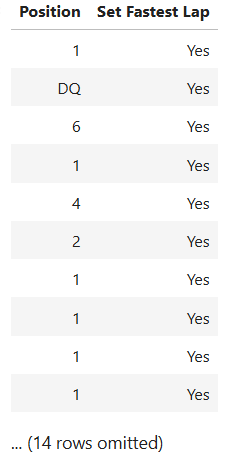 Position Set Fastest Lap
1 Yes
DQ Yes
6 Yes
1 Yes
4 Yes
2 Yes
1 Yes
1 Yes
1 Yes
1 Yes
... (14 rows omitted)